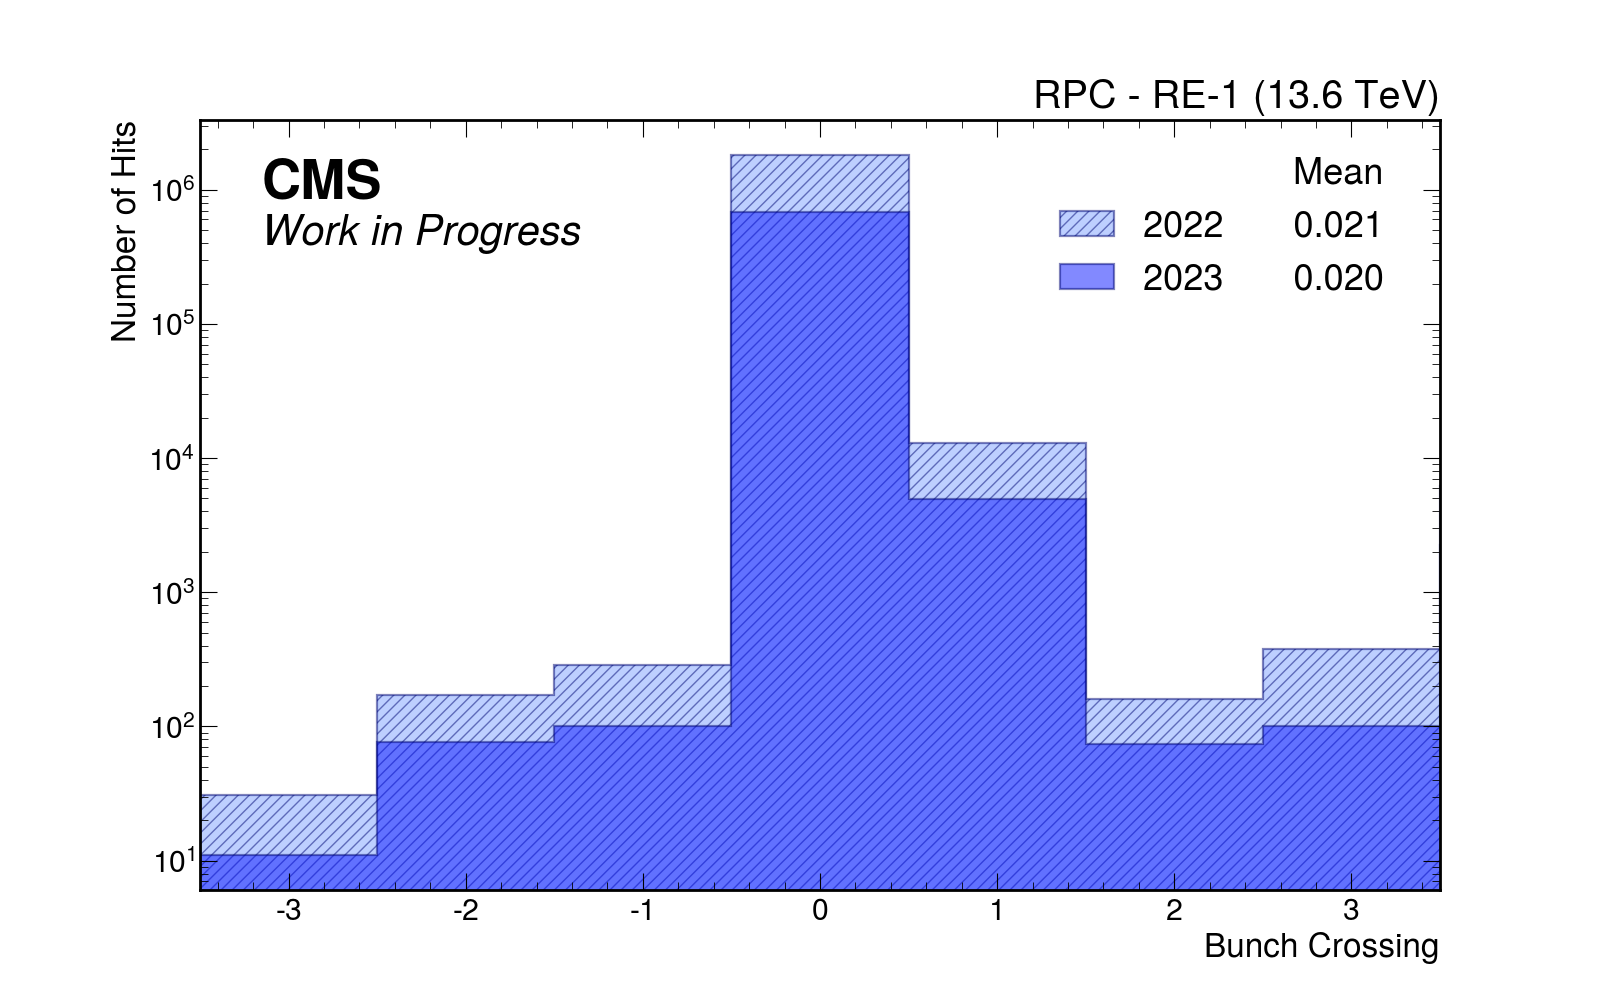 RPC - RE-1 (13.6 TeV)
CMS
Work in Progress
Mean
2022 0.021
2023 0.020
Number of Hits
10⁶
10⁵
10⁴
10³
10²
10¹
-3 -2 -1 0 1 2 3
Bunch Crossing